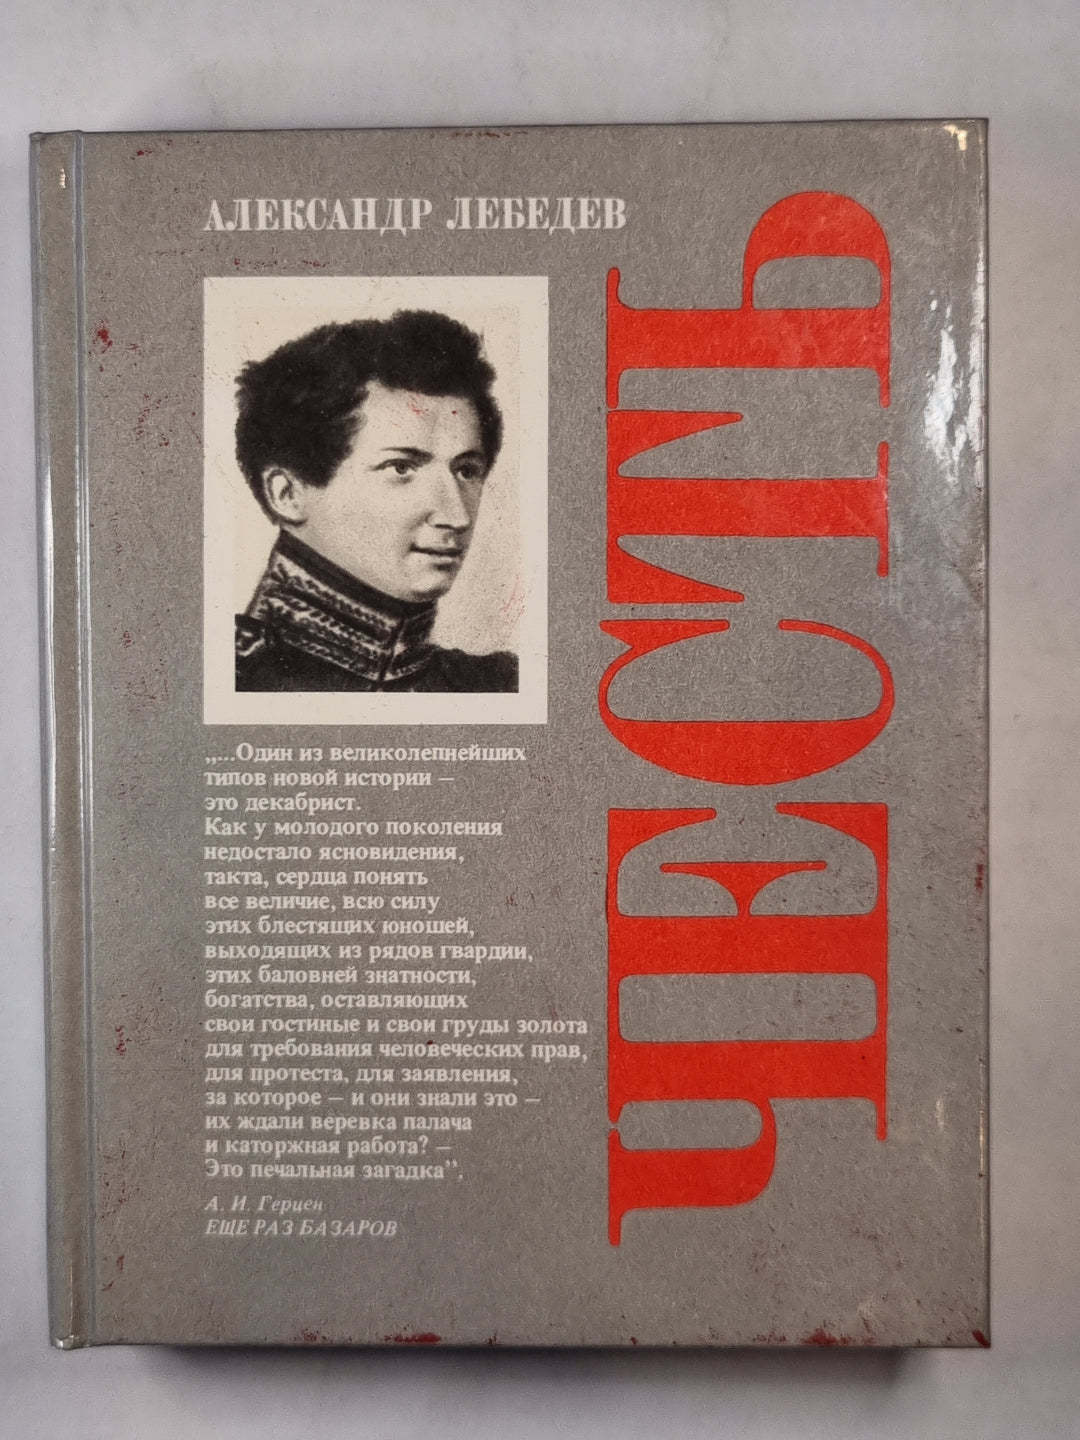 АЛЕКСАНДР ЛЕБЕДЕВ
ЧЕСТЬ
„...Один из великолепнейших
типов новой истории —
это декабрист.
Как у молодого поколения
недостало ясновидения,
такта, сердца понять
все величие, всю силу
этих блестящих юношей,
выходящих из рядов гвардии,
этих баловней знатности,
богатства, оставляющих
свои гостиные и свои груды золота
для требования человеческих прав,
для протеста, для заявления,
за которое — и они знали это —
их ждали веревка палача
и каторжная работа? —
Это печальная загадка”.
А. И. Герцен
ЕЩЕ РАЗ БАЗАРОВ